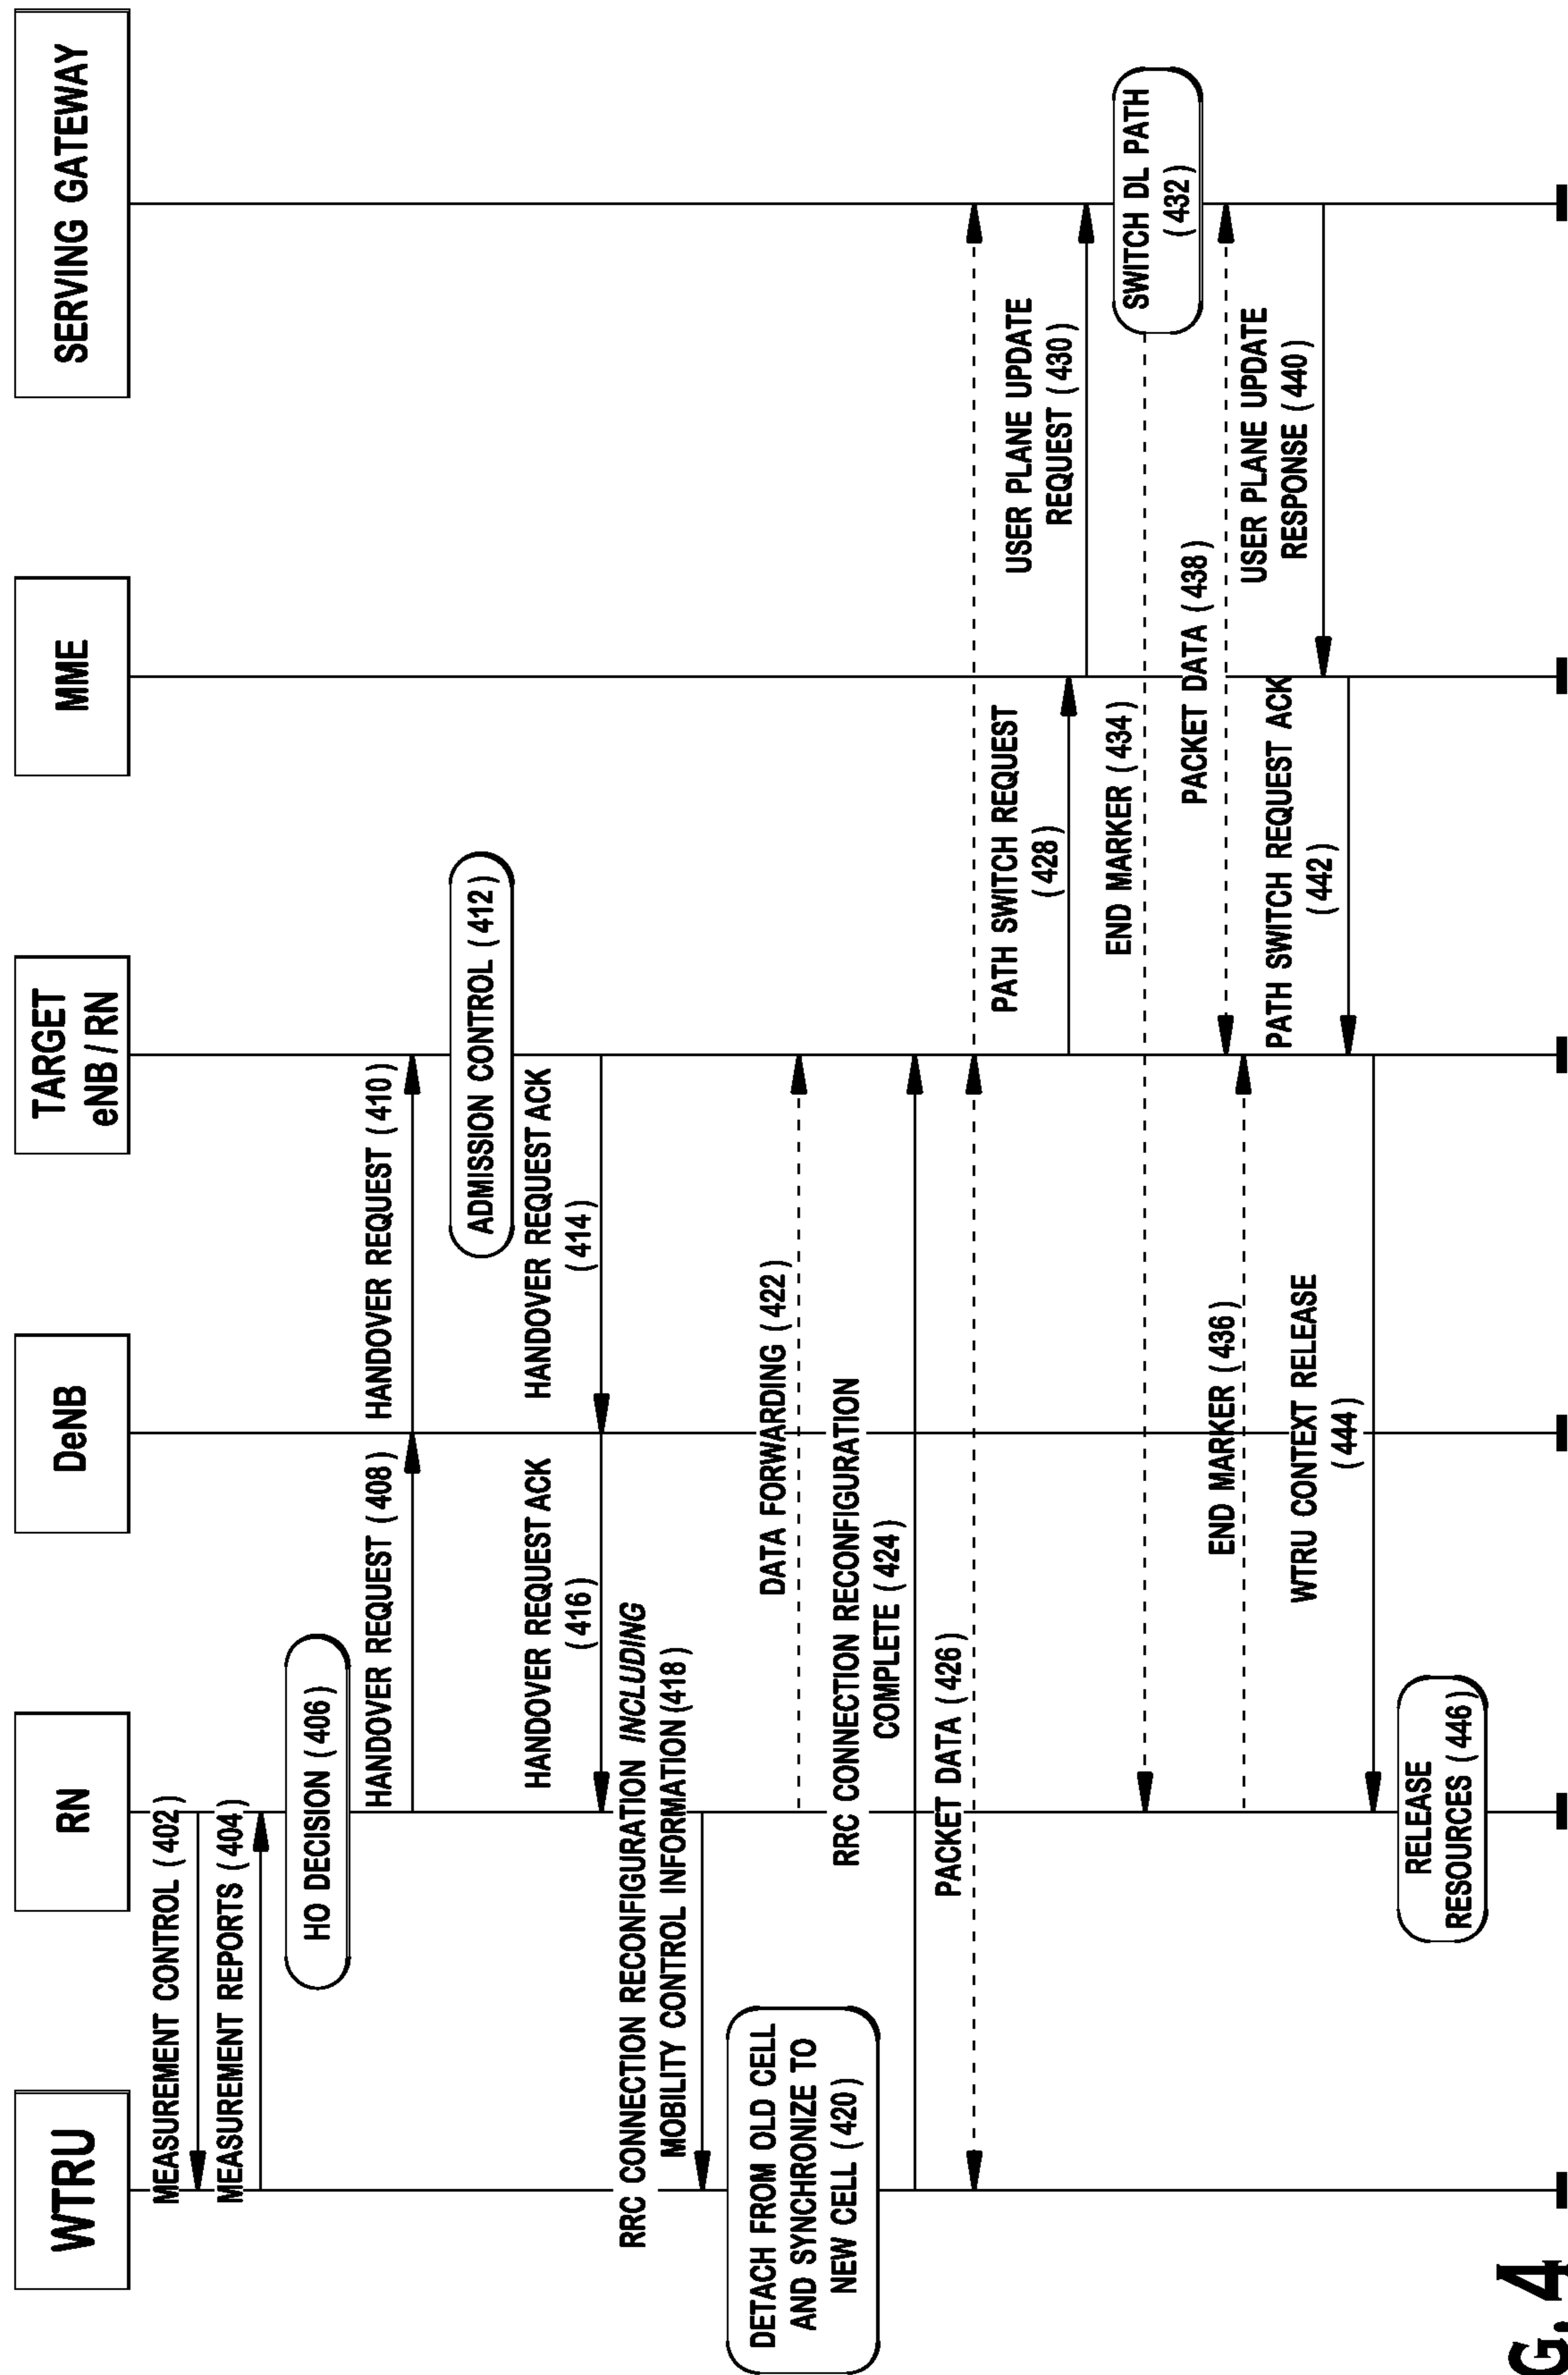 WTRU
RN
DeNB
TARGET
eNB / RN
MME
SERVING GATEWAY
MEASUREMENT CONTROL (402)
MEASUREMENT REPORTS (404)
HO DECISION (406)
HANDOVER REQUEST (408)
HANDOVER REQUEST (410)
ADMISSION CONTROL (412)
HANDOVER REQUEST ACK
(414)
HANDOVER REQUEST ACK
(416)
RRC CONNECTION RECONFIGURATION INCLUDING
MOBILITY CONTROL INFORMATION (418)
DETACH FROM OLD CELL
AND SYNCHRONIZE TO
NEW CELL (420)
DATA FORWARDING (422)
RRC CONNECTION RECONFIGURATION
COMPLETE (424)
PACKET DATA (426)
PATH SWITCH REQUEST
(428)
USER PLANE UPDATE
REQUEST (430)
SWITCH DL PATH
(432)
END MARKER (434)
END MARKER (436)
PACKET DATA (438)
USER PLANE UPDATE
RESPONSE (440)
PATH SWITCH REQUEST ACK
(442)
WTRU CONTEXT RELEASE
(444)
RELEASE
RESOURCES (446)
G. 4